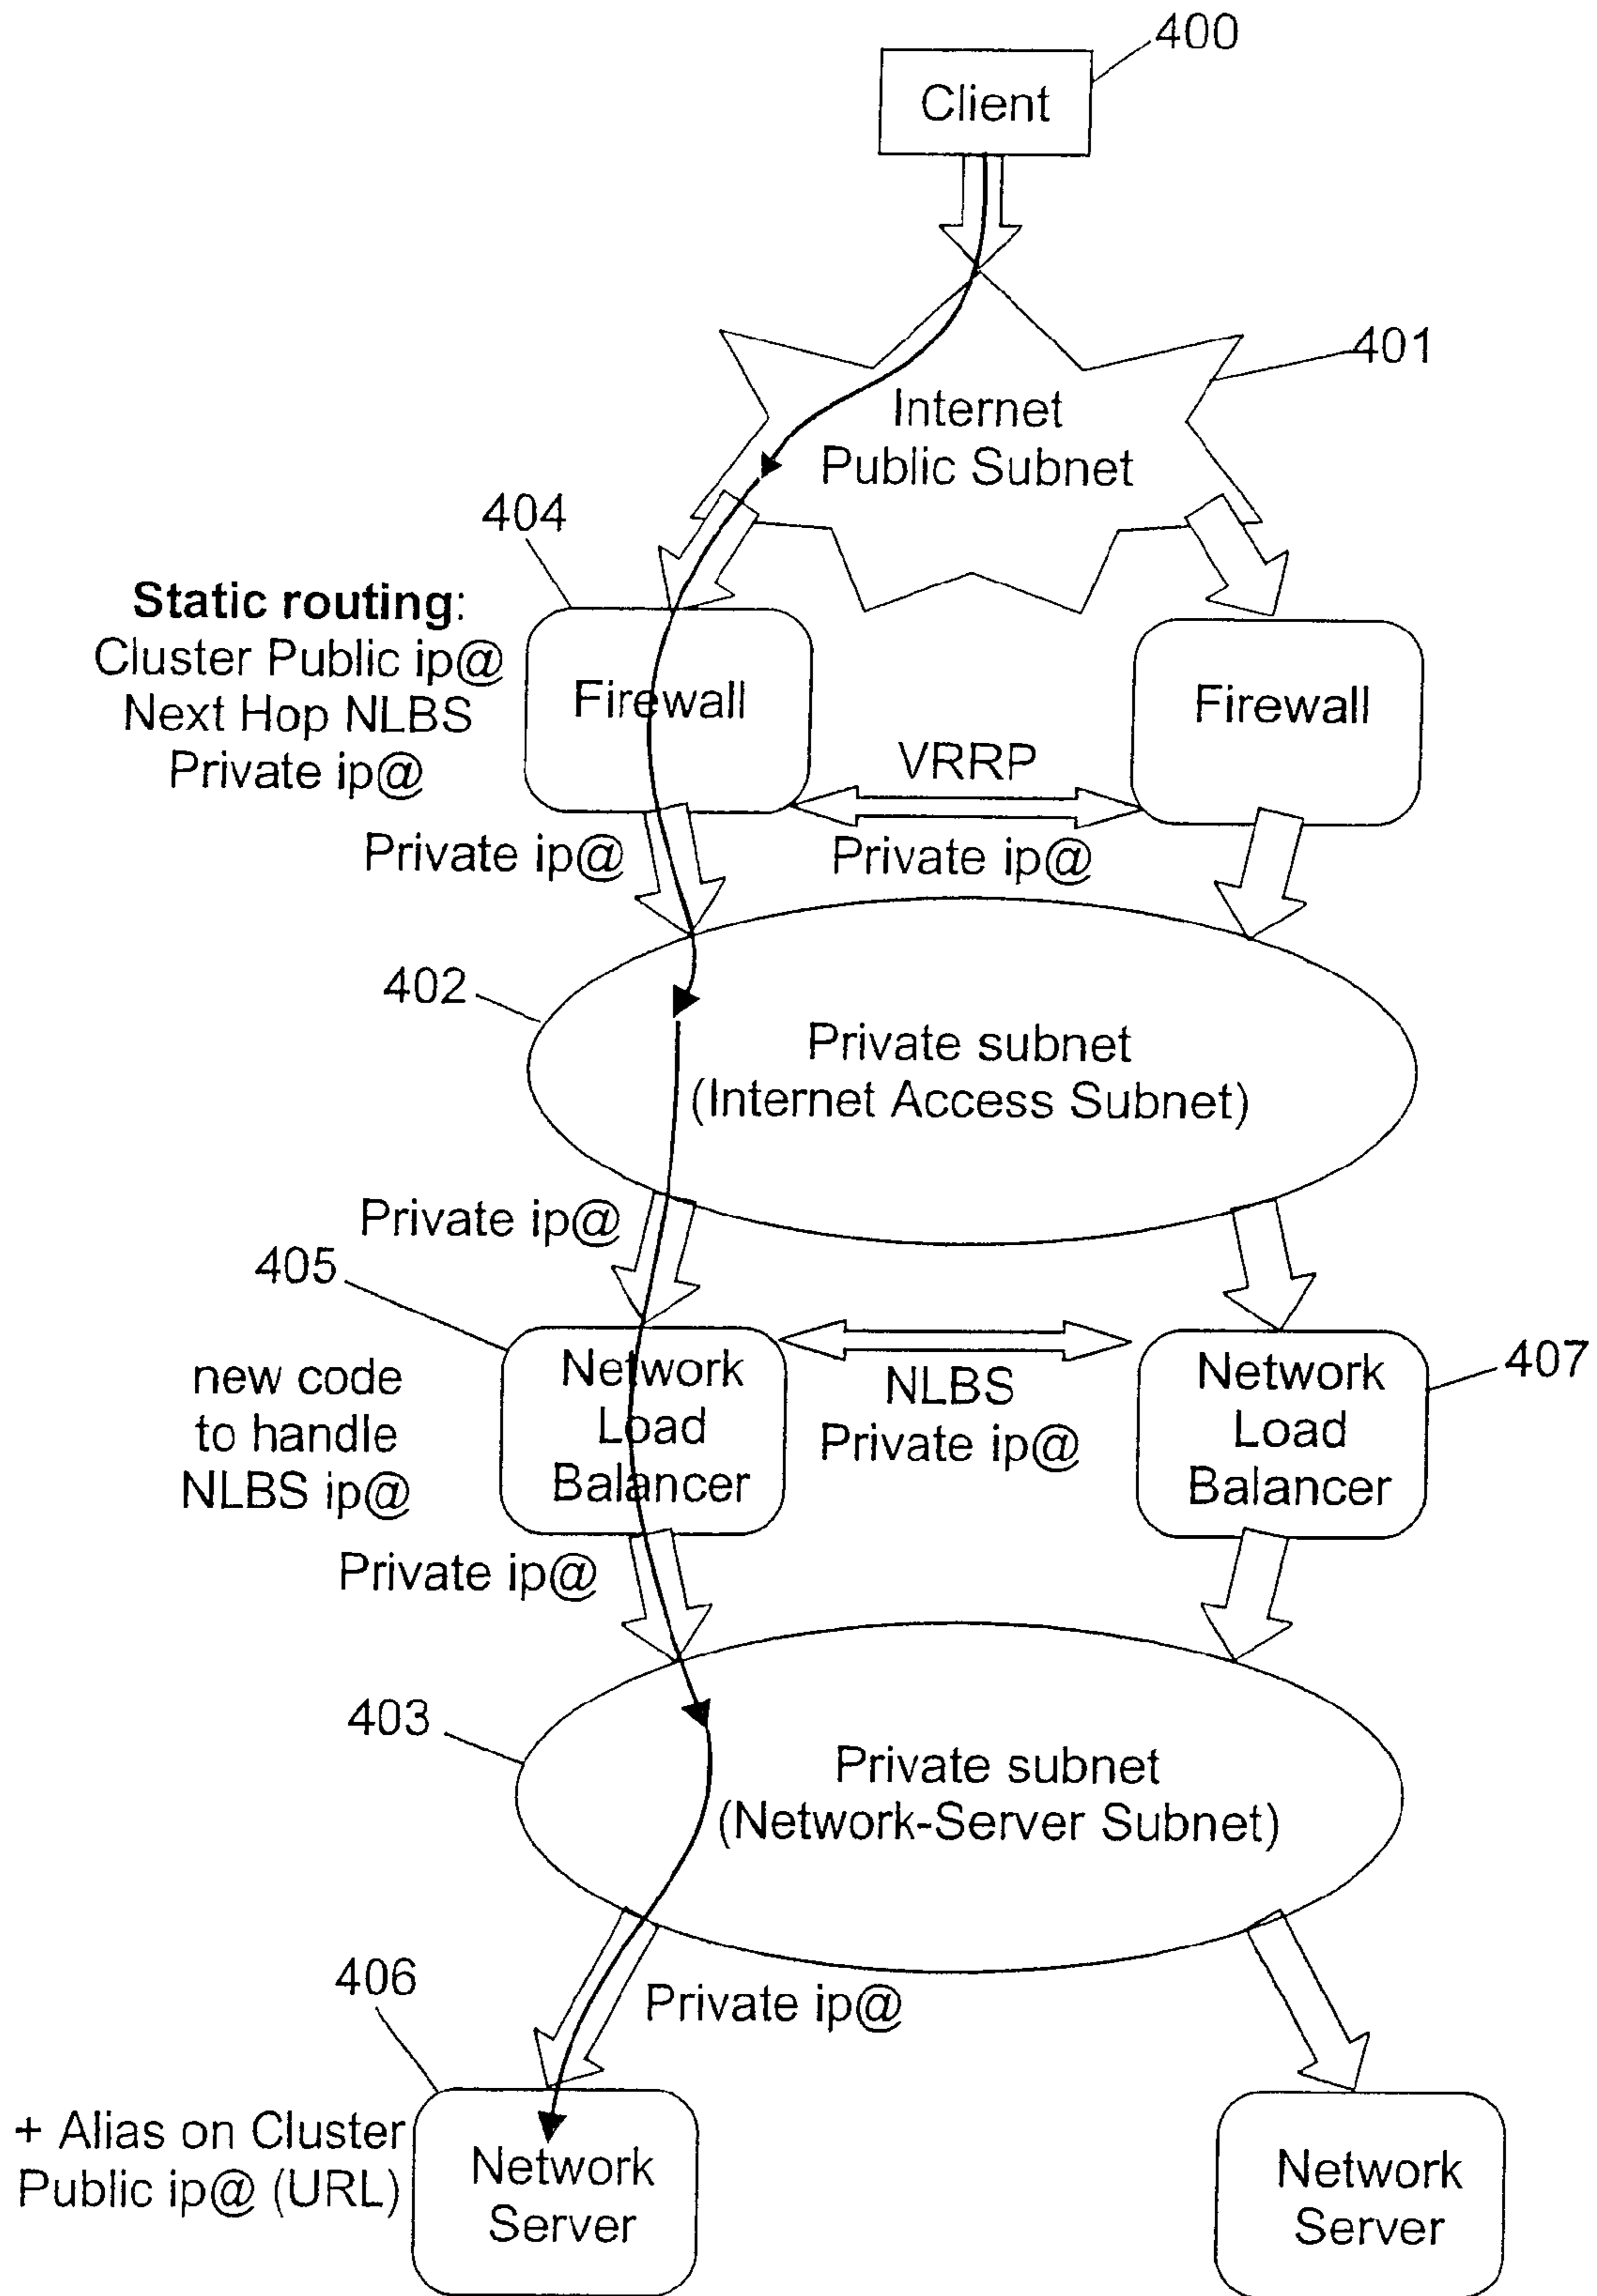 400
Client
401
Internet
Public Subnet
404
Static routing:
Cluster Public ip@
Next Hop NLBS
Private ip@
Firewall
Firewall
VRRP
Private ip@
Private ip@
402
Private subnet
(Internet Access Subnet)
Private ip@
405
new code
to handle
NLBS ip@
Network
Load
Balancer
NLBS
Private ip@
Network
Load
Balancer
407
Private ip@
403
Private subnet
(Network-Server Subnet)
406
Private ip@
+ Alias on Cluster
Public ip@ (URL)
Network
Server
Network
Server